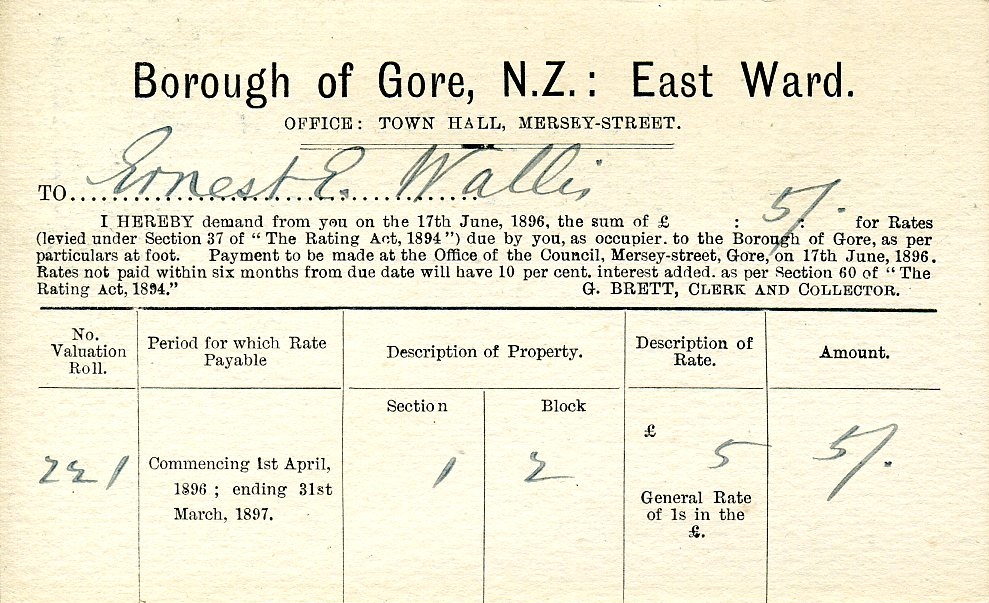 Borough of Gore, N.Z.: East Ward.
OFFICE: TOWN HALL, MERSEY-STREET.
TO Ernest E. Wallis
I HEREBY demand from you on the 17th June, 1896, the sum of £ : 5/- : for Rates
(levied under Section 37 of "The Rating Act, 1894") due by you, as occupier. to the Borough of Gore, as per
particulars at foot. Payment to be made at the Office of the Council, Mersey-street, Gore, on 17th June, 1896.
Rates not paid within six months from due date will have 10 per cent. interest added. as per Section 60 of "The
Rating Act, 1894." G. BRETT, CLERK AND COLLECTOR.
No. Valuation Roll.
Period for which Rate Payable
Description of Property.
Description of Rate.
Amount.
Section Block
221
Commencing 1st April,
1896 ; ending 31st
March, 1897.
1 2
£ 5
General Rate
of 1s in the
£.
5/-